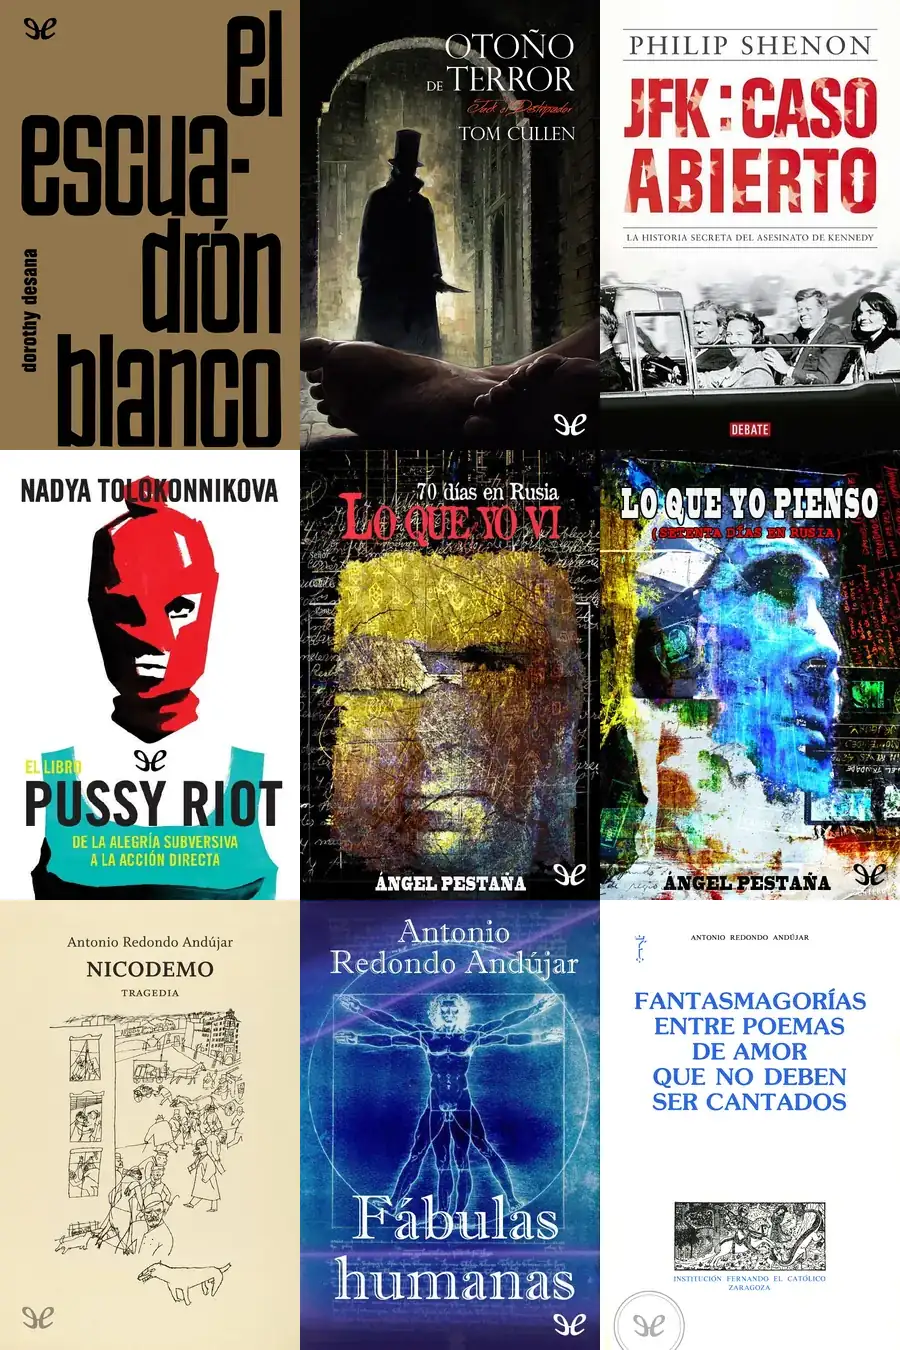 el
escua-
drón
blanco
dorothy desana
OTOÑO
DE TERROR
Jack el Destripador
TOM CULLEN
PHILIP SHENON
JFK: CASO
ABIERTO
LA HISTORIA SECRETA DEL ASESINATO DE KENNEDY
DEBATE
NADYA TOLOKONNIKOVA
EL LIBRO
PUSSY RIOT
DE LA ALEGRÍA SUBVERSIVA
A LA ACCIÓN DIRECTA
70 días en Rusia
LO QUE YO VI
ÁNGEL PESTAÑA
LO QUE YO PIENSO
(SETENTA DÍAS EN RUSIA)
ÁNGEL PESTAÑA
Antonio Redondo Andújar
NICODEMO
TRAGEDIA
Antonio
Redondo Andújar
Fábulas
humanas
ANTONIO REDONDO ANDÚJAR
FANTASMAGORÍAS
ENTRE POEMAS
DE AMOR
QUE NO DEBEN
SER CANTADOS
INSTITUCIÓN FERNANDO EL CATÓLICO
ZARAGOZA